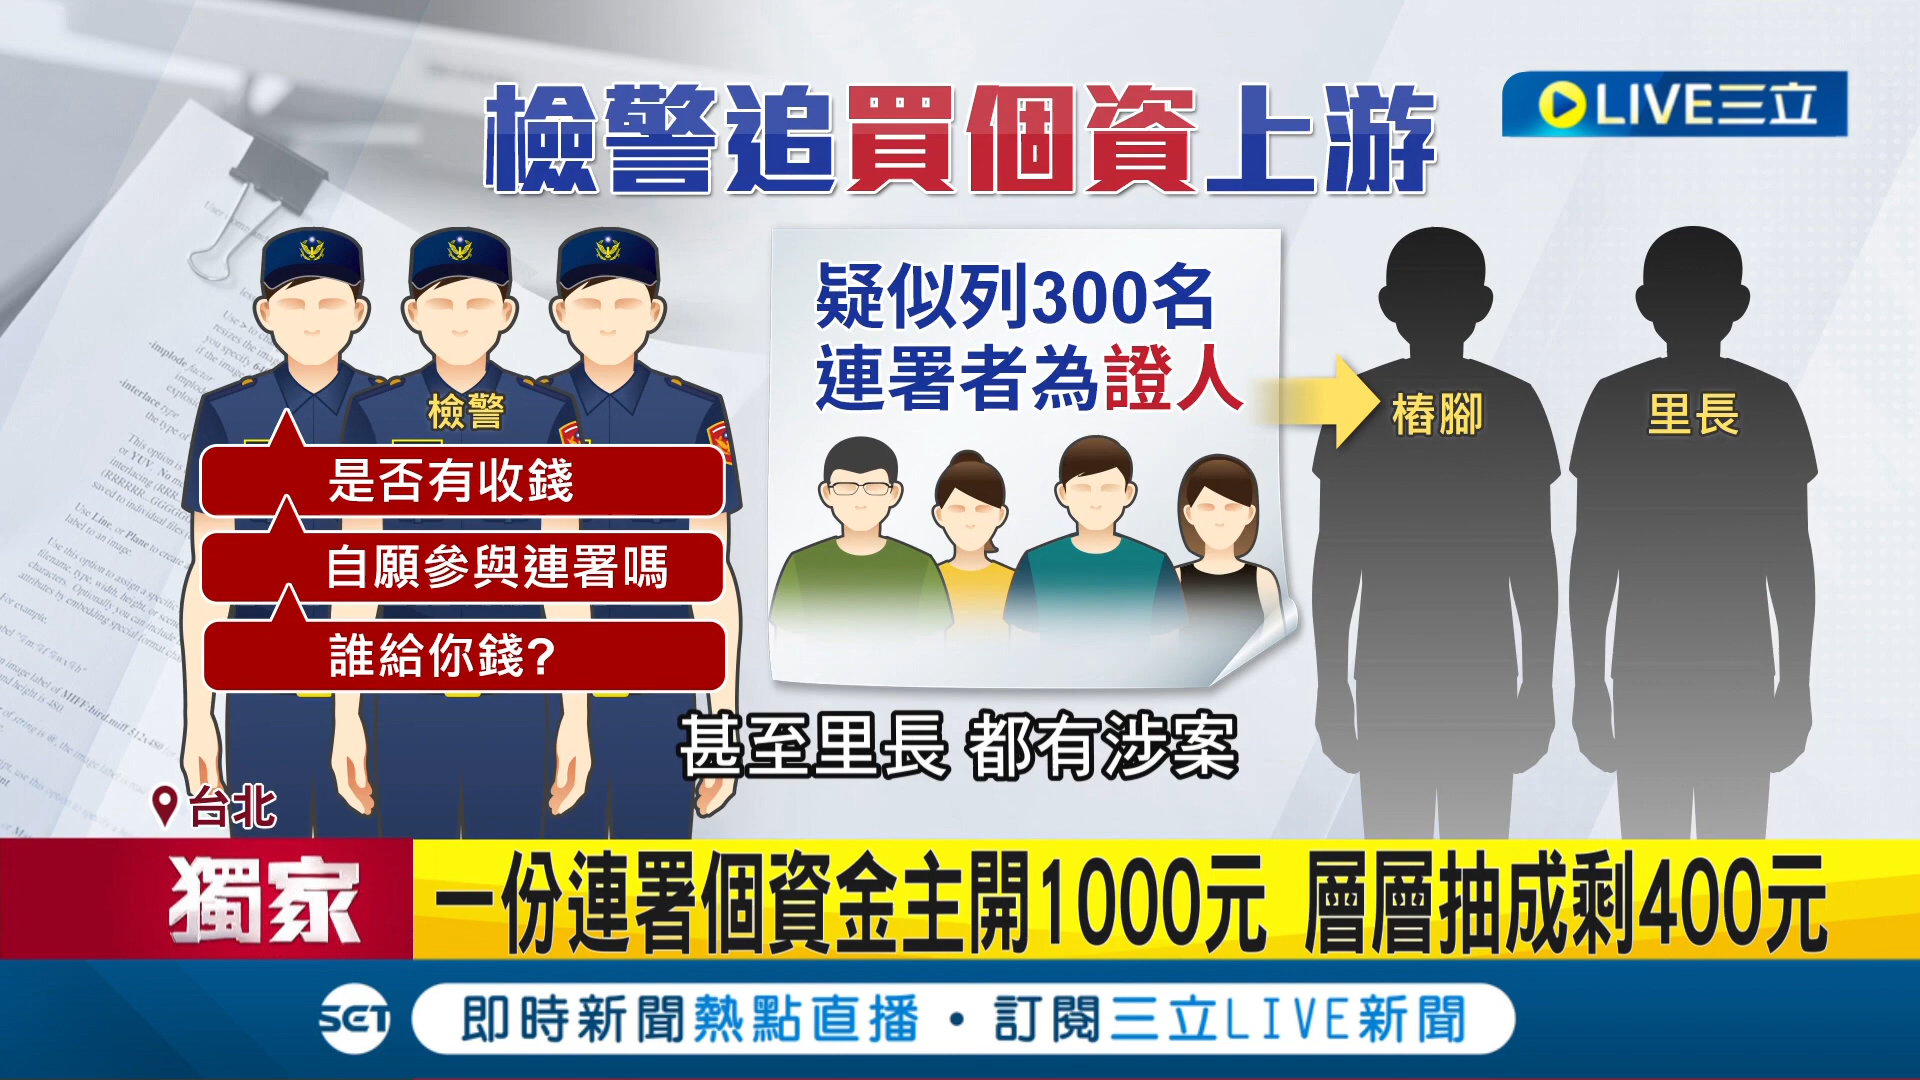 檢警追買個資上游
LIVE三立
疑似列300名
連署者為證人
檢警
是否有收錢
自願參與連署嗎
誰給你錢?
樁腳
里長
甚至里長 都有涉案
台北
獨家
一份連署個資金主開1000元 層層抽成剩400元
SET
即時新聞熱點直播・訂閱三立LIVE新聞